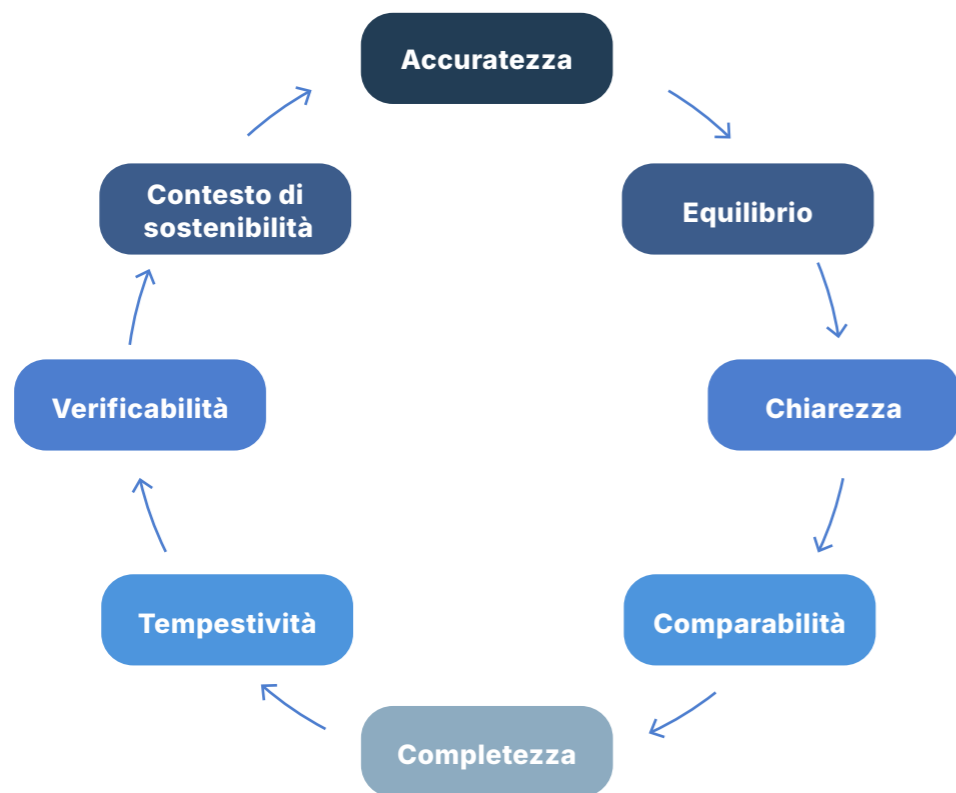 Accuratezza
Equilibrio
Chiarezza
Comparabilità
Completezza
Tempestività
Verificabilità
Contesto di
sostenibilità